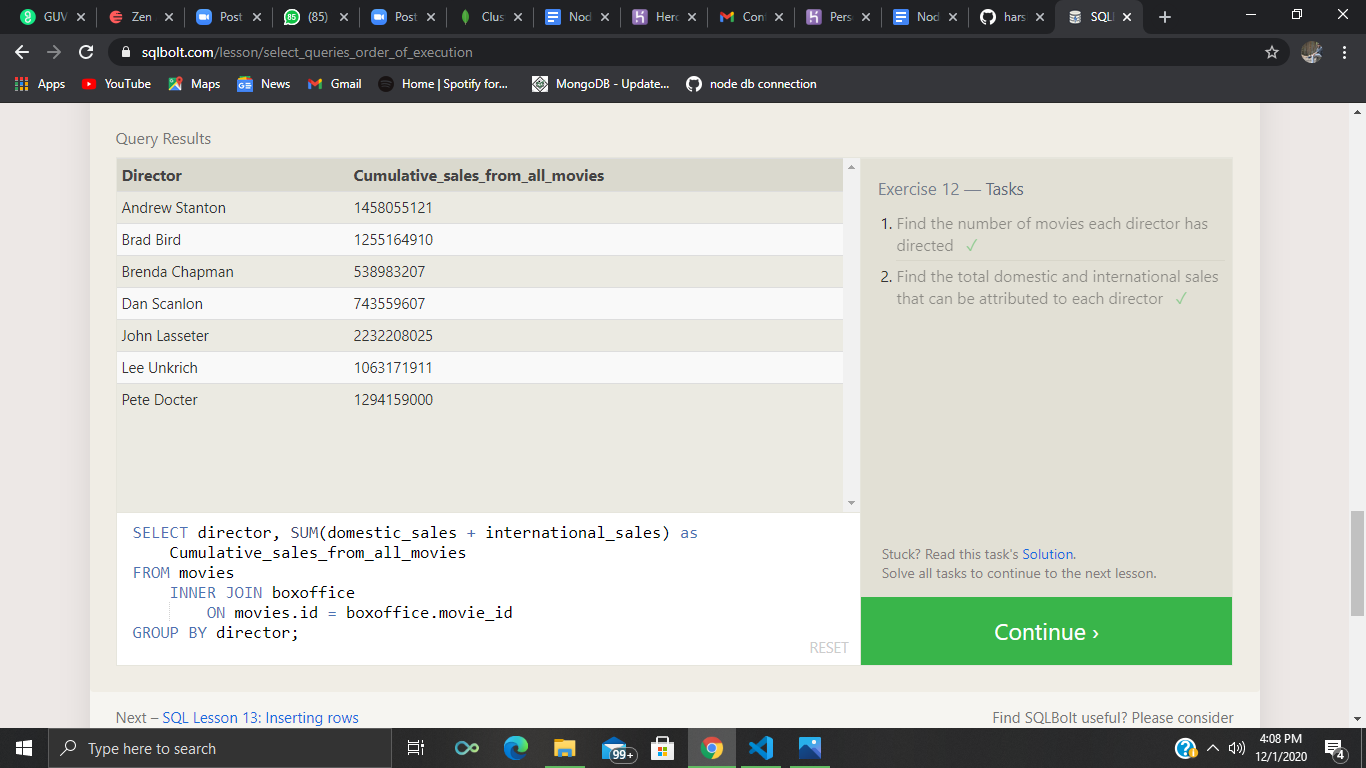 GUV
Zen
Post
85
(85)
Post
Clus
Nod
Herc
Cont
Pers
Nod
hars
SQL
sqlbolt.com/lesson/select_queries_order_of_execution
Apps
YouTube
Maps
News
Gmail
Home | Spotify for...
MongoDB - Update...
node db connection
Query Results
Director Cumulative_sales_from_all_movies
Andrew Stanton 1458055121
Brad Bird 1255164910
Brenda Chapman 538983207
Dan Scanlon 743559607
John Lasseter 2232208025
Lee Unkrich 1063171911
Pete Docter 1294159000
SELECT director, SUM(domestic_sales + international_sales) as
Cumulative_sales_from_all_movies
FROM movies
INNER JOIN boxoffice
ON movies.id = boxoffice.movie_id
GROUP BY director;
RESET
Exercise 12 — Tasks
1. Find the number of movies each director has
directed ✓
2. Find the total domestic and international sales
that can be attributed to each director ✓
Stuck? Read this task's Solution.
Solve all tasks to continue to the next lesson.
Continue ›
Next – SQL Lesson 13: Inserting rows
Find SQLBolt useful? Please consider
Type here to search
99+
4:08 PM
12/1/2020
4